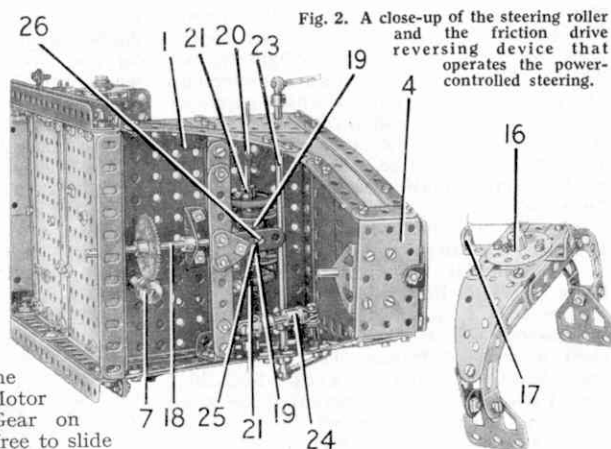 Fig. 2. A close-up of the steering roller
and the friction drive
reversing device that
operates the power-
controlled steering.
26 1 21 20 23 19
4
16
17
7 18 25 21 19 24
Motor
Gear on
free to slide